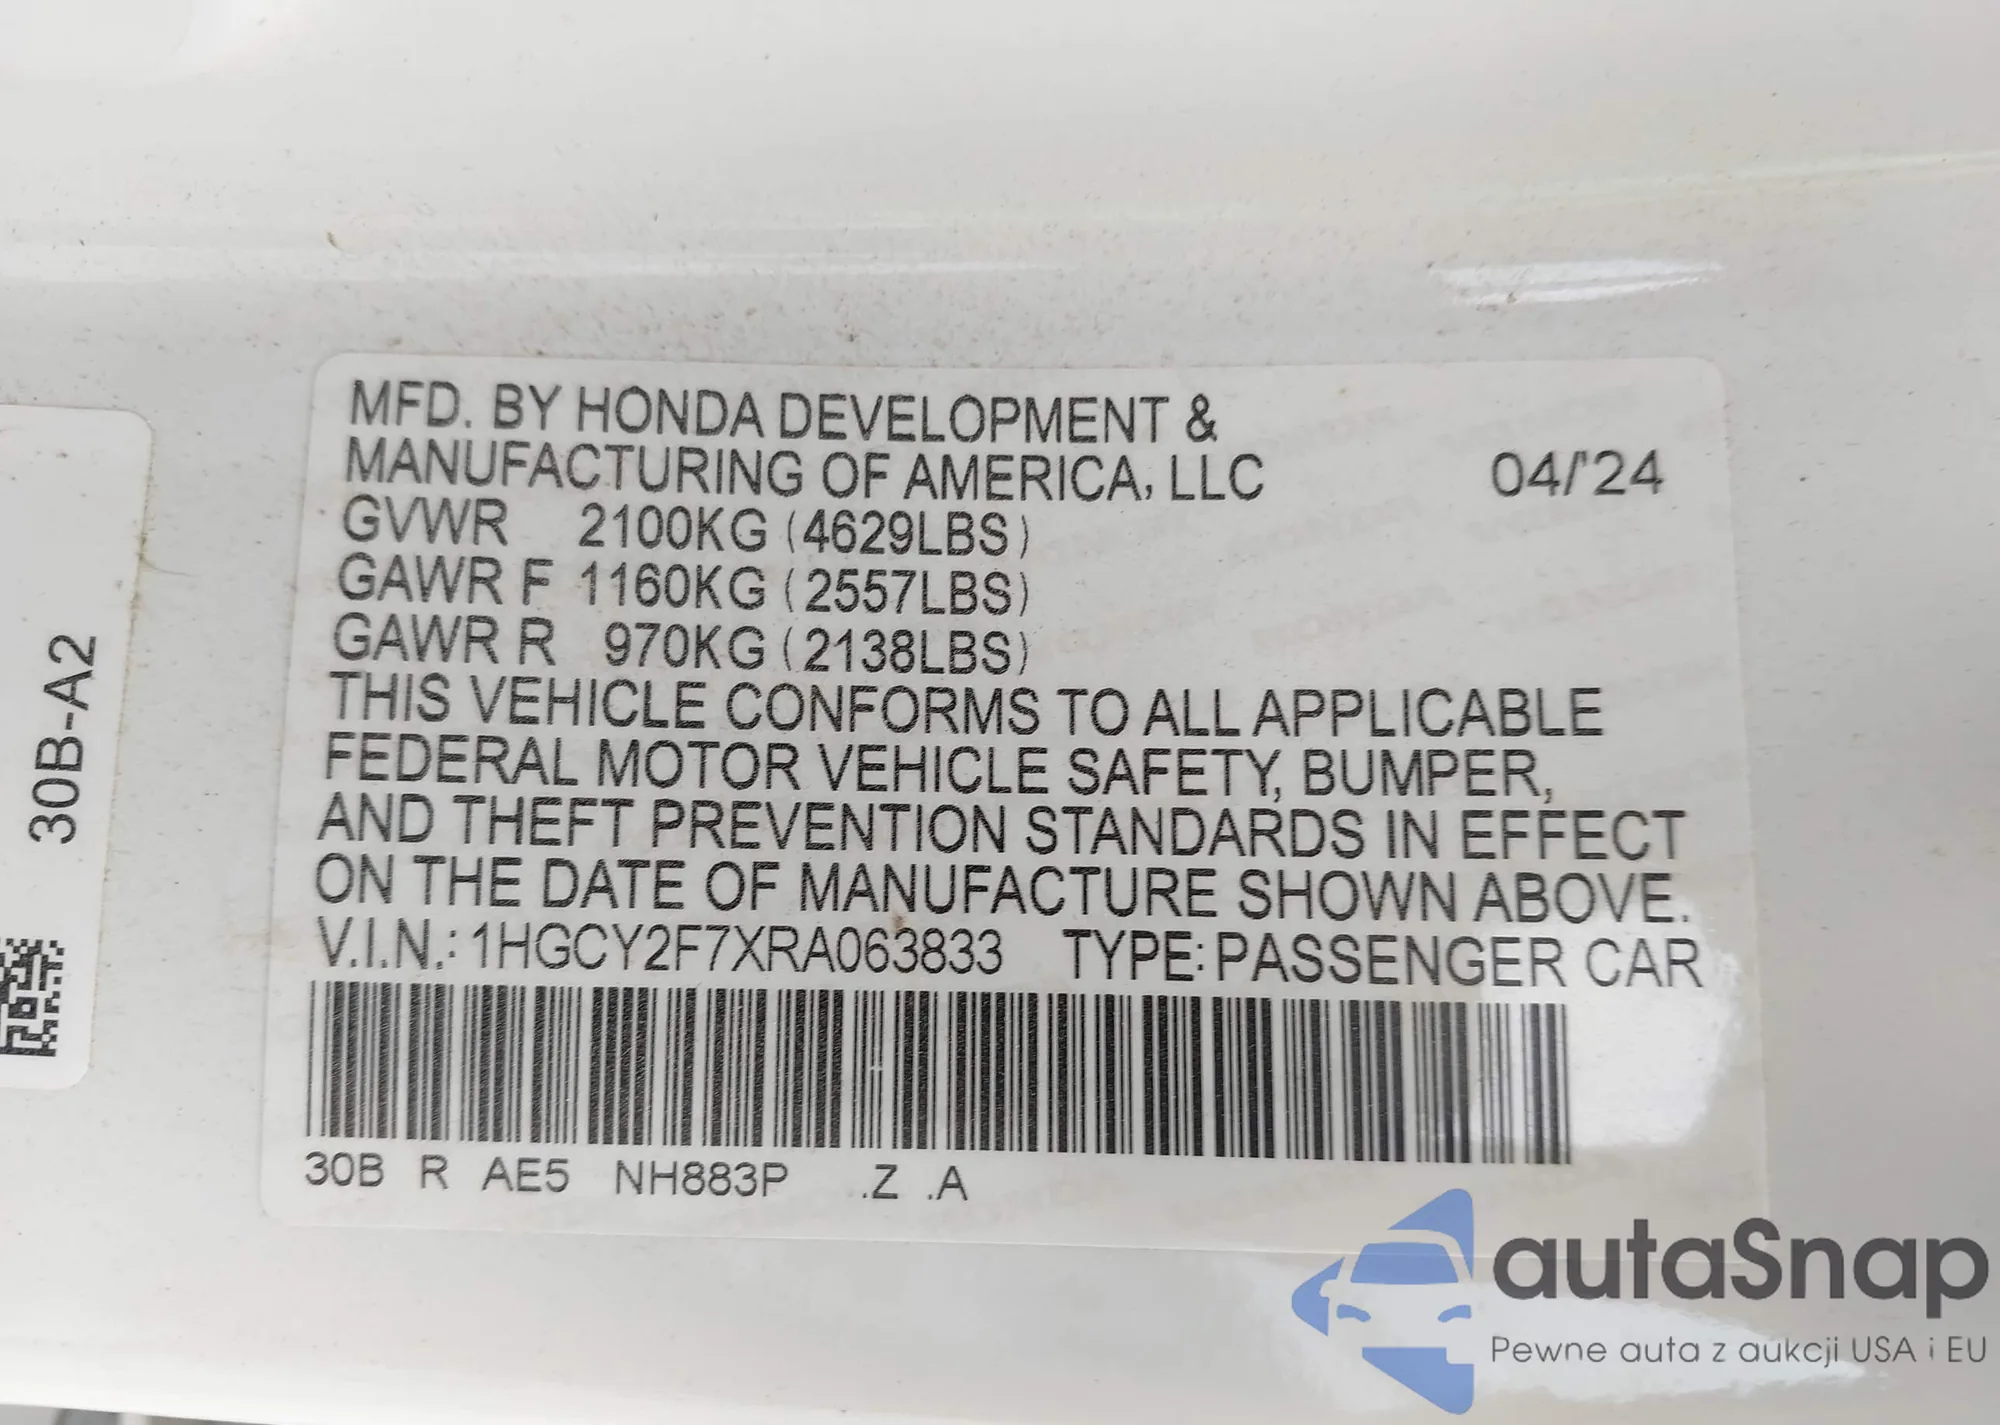 MFD. BY HONDA DEVELOPMENT &
MANUFACTURING OF AMERICA, LLC 04/'24
GVWR 2100KG (4629LBS)
GAWR F 1160KG (2557LBS)
GAWR R 970KG (2138LBS)
THIS VEHICLE CONFORMS TO ALL APPLICABLE
FEDERAL MOTOR VEHICLE SAFETY, BUMPER,
AND THEFT PREVENTION STANDARDS IN EFFECT
ON THE DATE OF MANUFACTURE SHOWN ABOVE.
V.I.N.: 1HGCY2F7XRA063833 TYPE: PASSENGER CAR
30B R AE5 NH883P .Z .A
30B-A2
autaSnap
Pewne auta z aukcji USA i EU